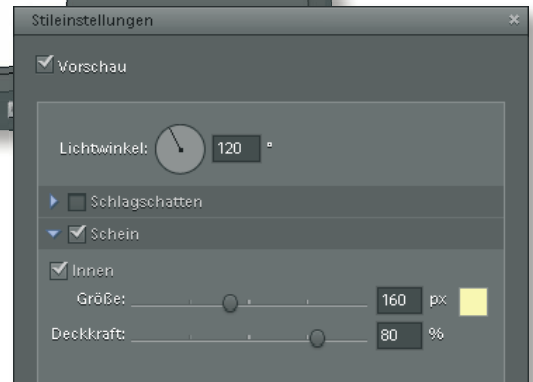 Stileinstellungen
Vorschau
Lichtwinkel: 120 °
Schlagschatten
Schein
Innen
Größe: 160 px
Deckkraft: 80 %